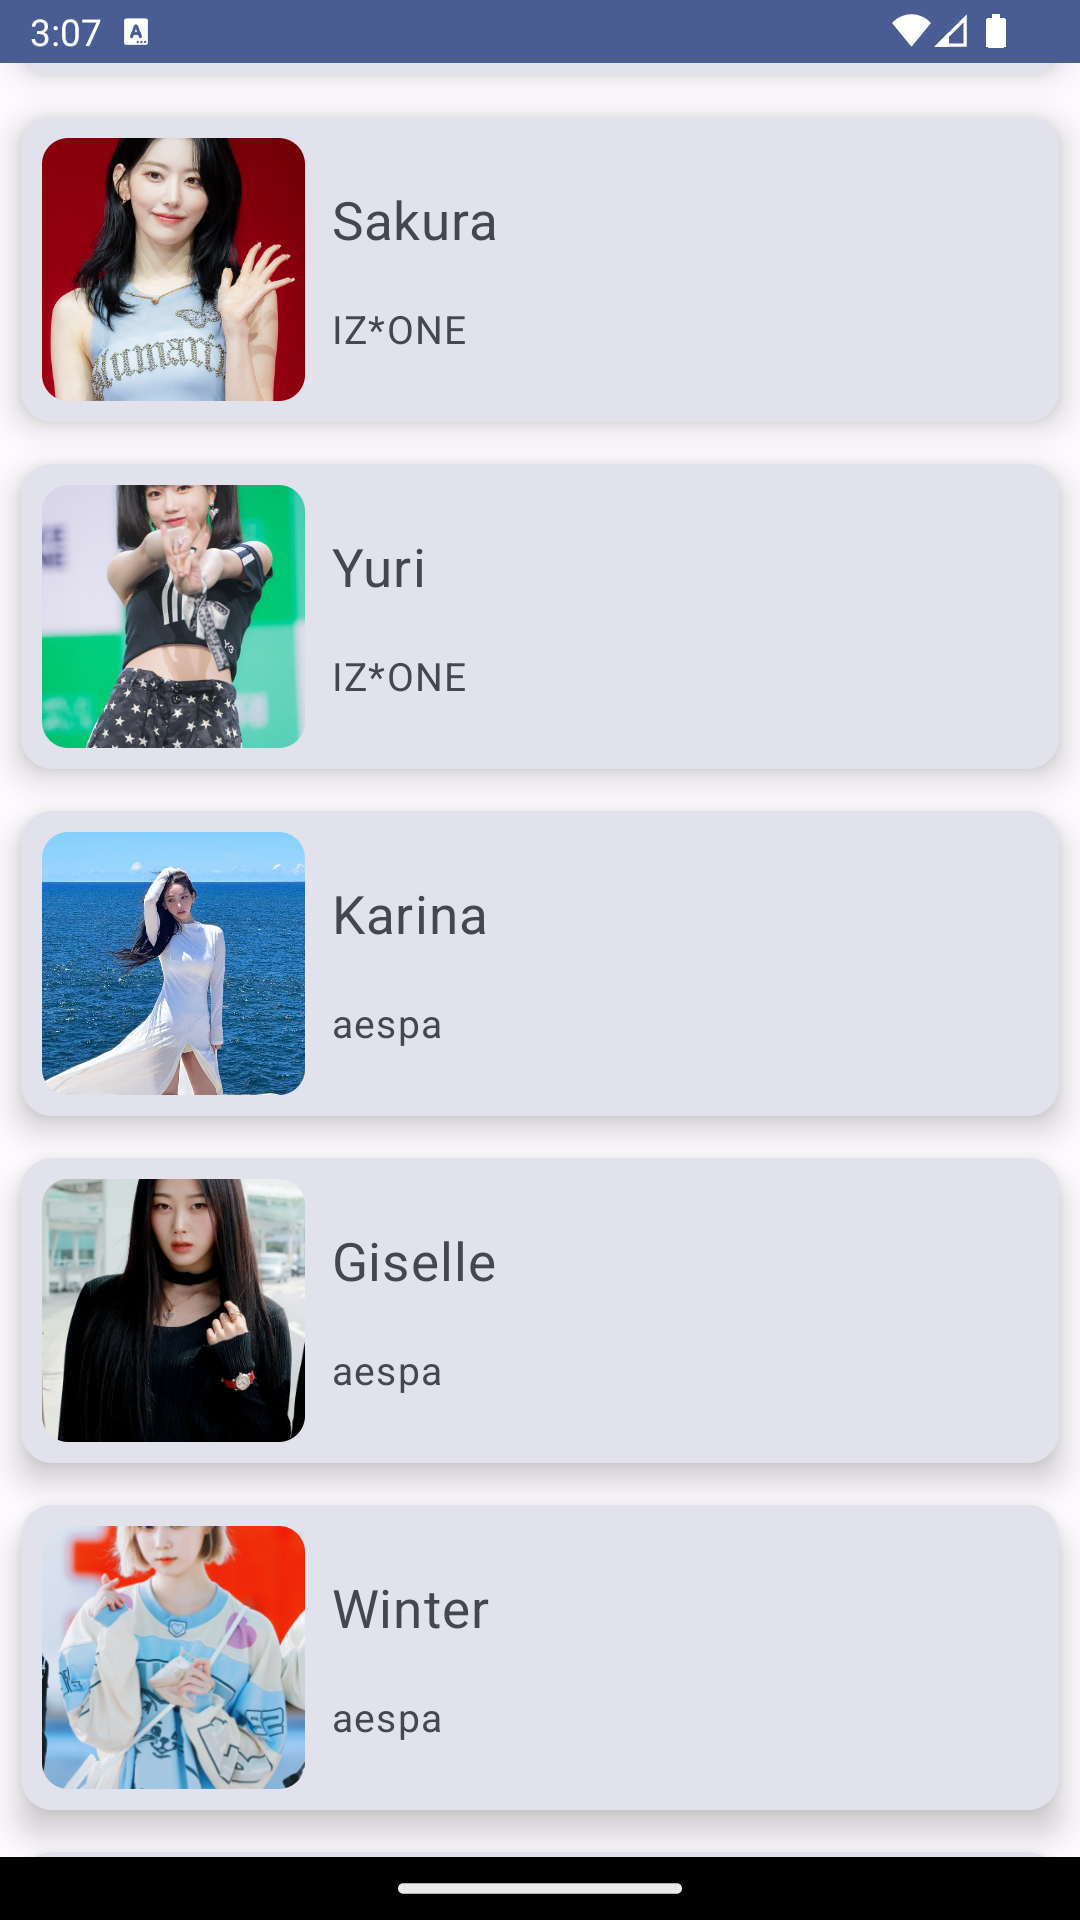 3:07
Sakura
IZ*ONE
Yuri
IZ*ONE
Karina
aespa
Giselle
aespa
Winter
aespa